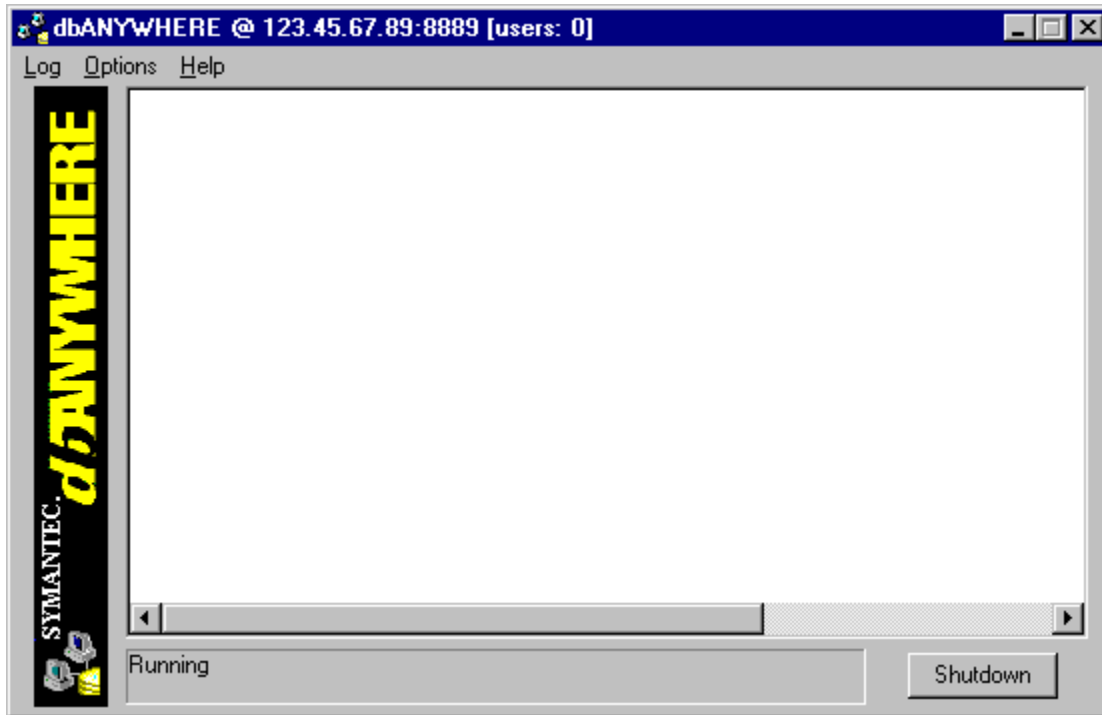 dbANYWHERE @ 123.45.67.89:8889 [users: 0]
Log Options Help
SYMANTEC. dbANYWHERE
Running
Shutdown